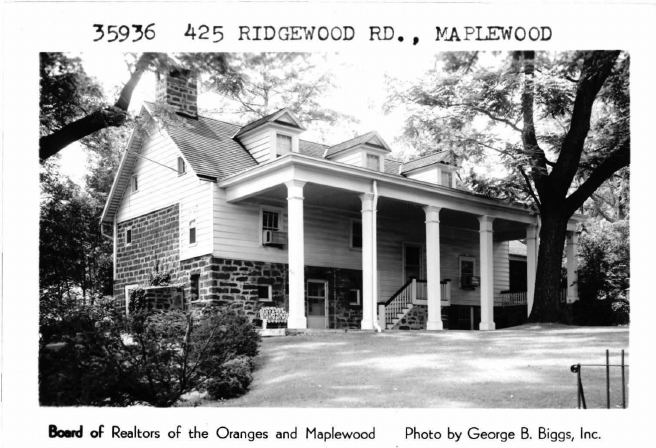 35936 425 RIDGEWOOD RD., MAPLEWOOD
Board of Realtors of the Oranges and Maplewood Photo by George B. Biggs, Inc.